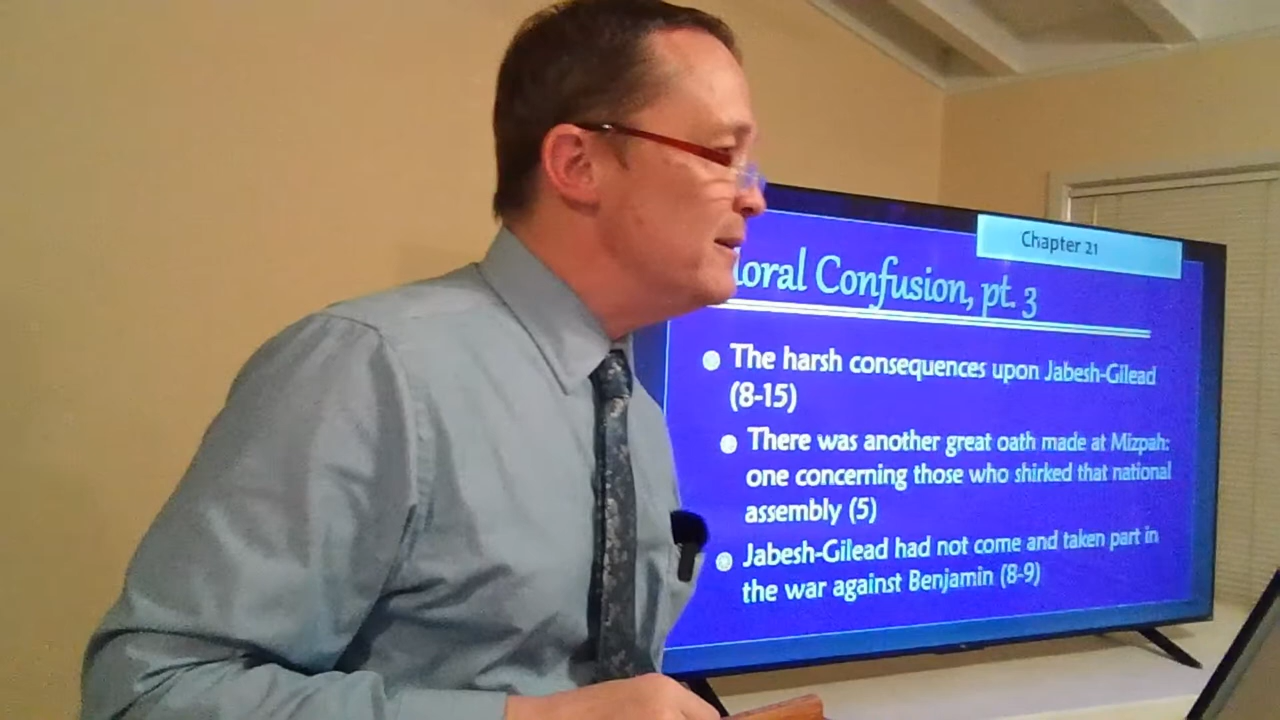 Chapter 21
oral Confusion, pt. 3
The harsh consequences upon Jabesh-Gilead
(8-15)
There was another great oath made at Mizpah:
one concerning those who shirked that national
assembly (5)
Jabesh-Gilead had not come and taken part in
the war against Benjamin (8-9)